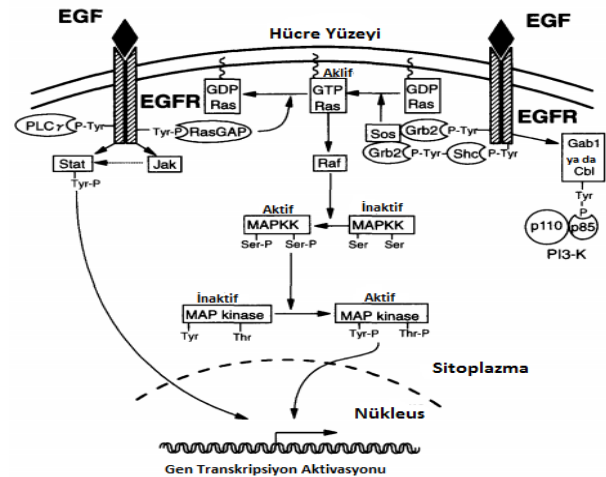 EGF
Hücre Yüzeyi
EGF
EGFR
GDP
Ras
Aklif
GTP
Ras
GDP
Ras
EGFR
PLCγ P-Tyr
Tyr-P RasGAP
Sos
Grb2 P-Tyr
Grb2 P-Tyr Shc P-Tyr
Stat
Jak
Tyr-P
Raf
Gab1
ya da
Cbl
Tyr
P
p110 p85
PI3-K
Aktif
MAPKK
Ser-P Ser-P
İnaktif
MAPKK
Ser Ser
İnaktif
MAP kinase
Tyr Thr
Aktif
MAP kinase
Tyr-P Thr-P
Sitoplazma
Nükleus
Gen Transkripsiyon Aktivasyonu